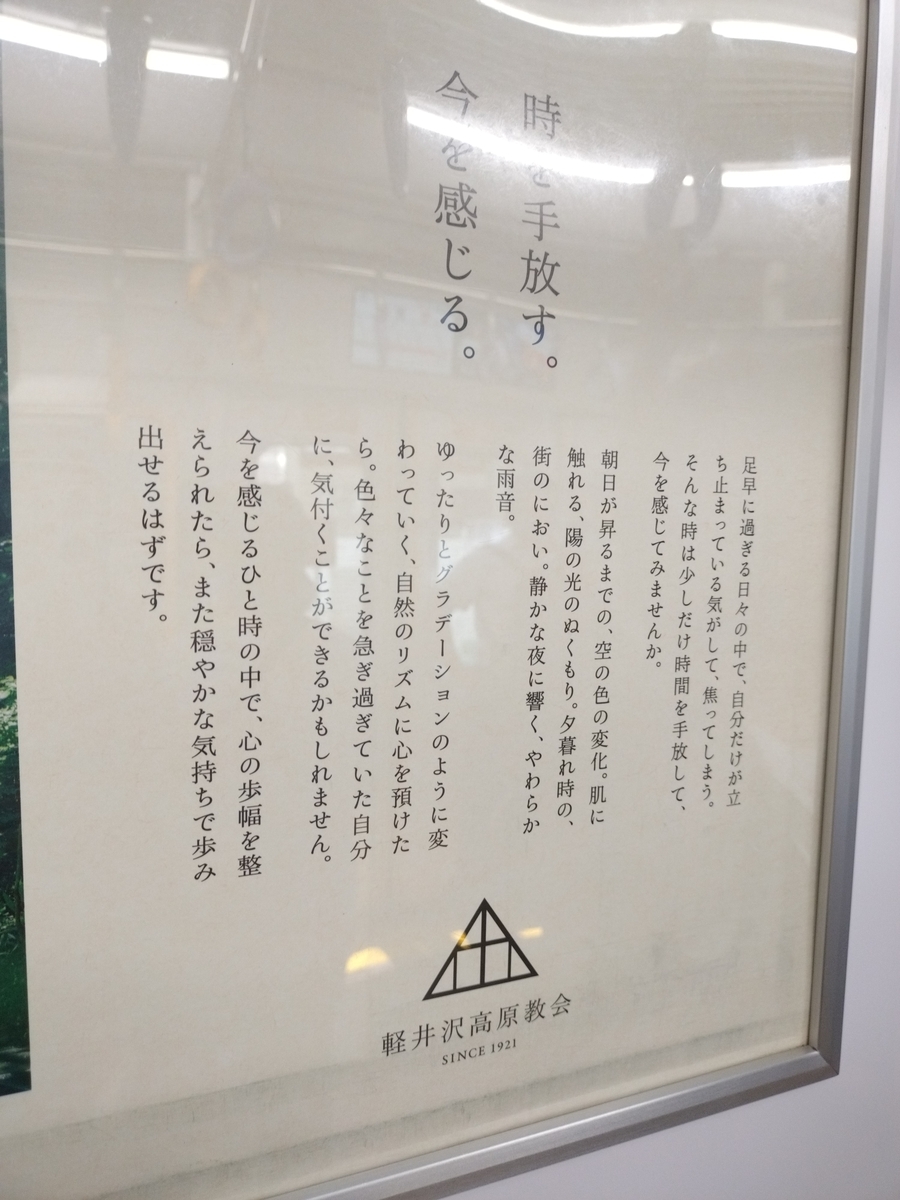 時を手放す。
今を感じる。
足早に過ぎる日々の中で、自分だけが立
ち止まっている気がして、焦ってしまう。
そんな時は少しだけ時間を手放して、
今を感じてみませんか。
朝日が昇るまでの、空の色の変化。肌に
触れる、陽の光のぬくもり。夕暮れ時の、
街のにおい。静かな夜に響く、やわらか
な雨音。
ゆったりとグラデーションのように変
わっていく、自然のリズムに心を預けた
ら。色々なことを急ぎ過ぎていた自分
に、気付くことができるかもしれません。
今を感じるひと時の中で、心の歩幅を整
えられたら、また穏やかな気持ちで歩み
出せるはずです。
軽井沢高原教会
SINCE 1921